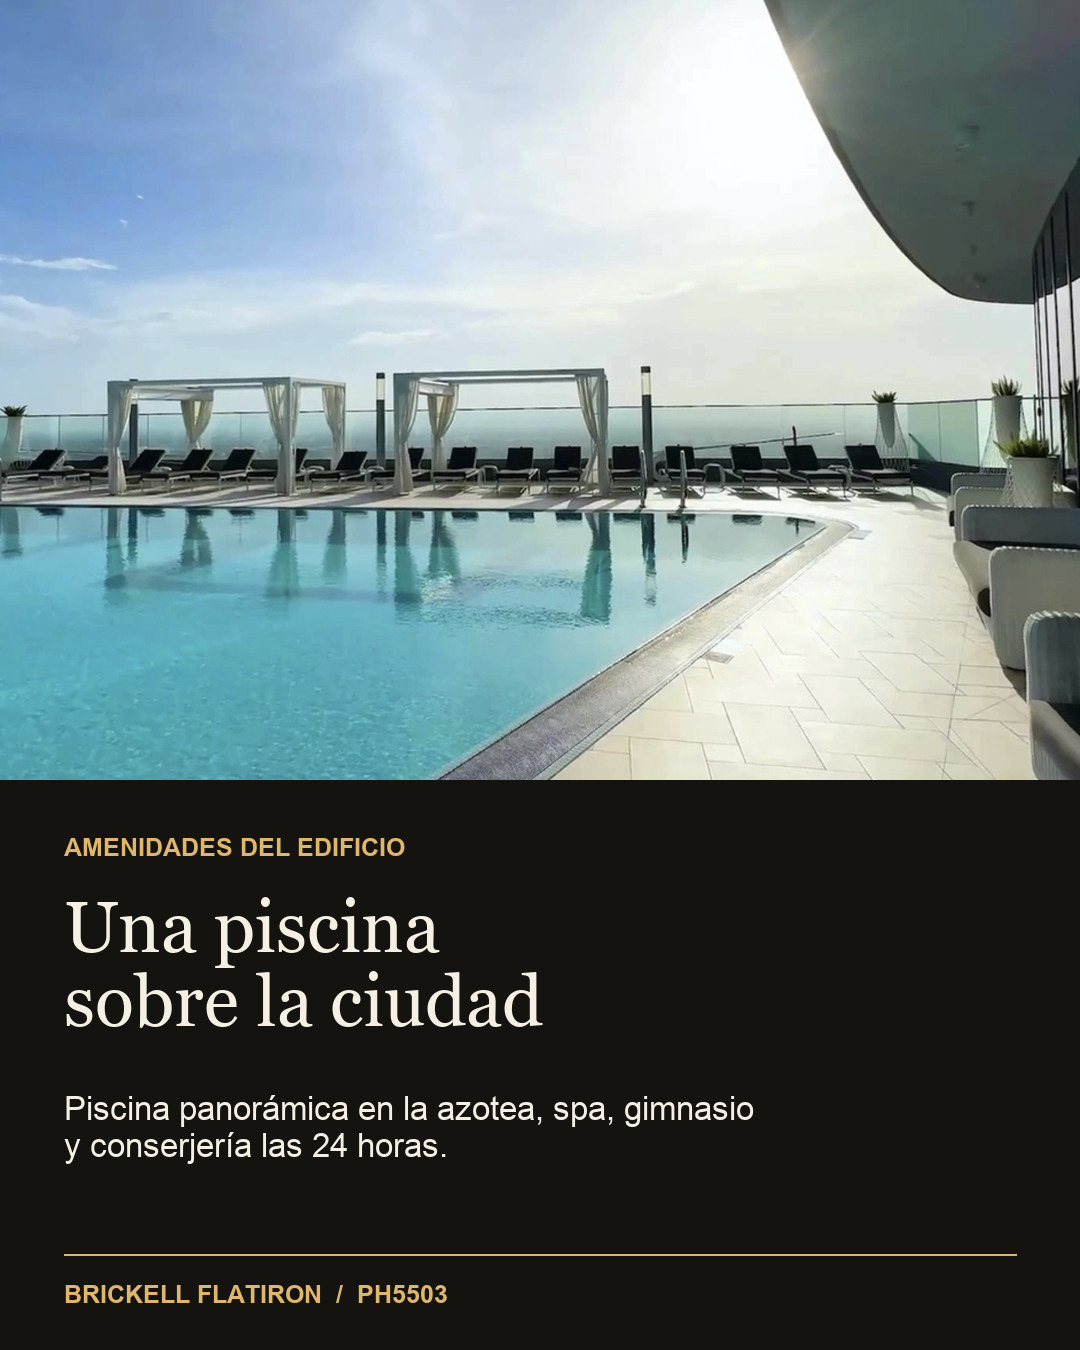 AMENIDADES DEL EDIFICIO
Una piscina
sobre la ciudad
Piscina panorámica en la azotea, spa, gimnasio
y conserjería las 24 horas.
BRICKELL FLATIRON / PH5503